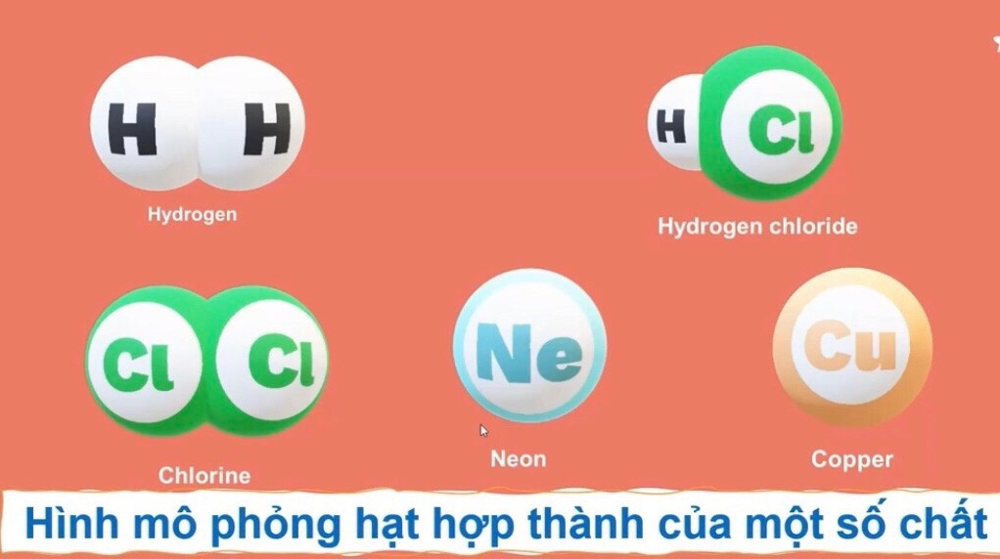 H H
Hydrogen
H Cl
Hydrogen chloride
Cl Cl
Chlorine
Ne
Neon
Cu
Copper
Hình mô phỏng hạt hợp thành của một số chất